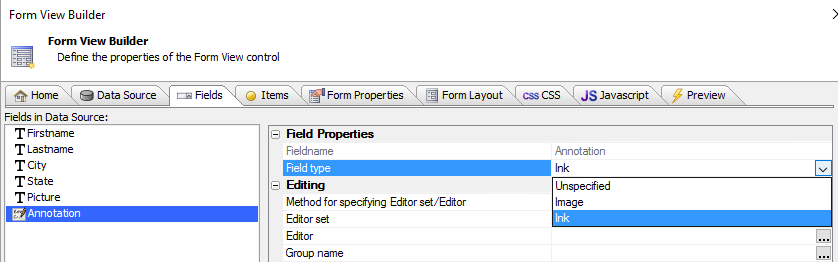 Form View Builder
Form View Builder
Define the properties of the Form View control
Home Data Source Fields Items Form Properties Form Layout CSS CSS JS Javascript Preview
Fields in Data Source:
Firstname
Lastname
City
State
Picture
Annotation
Field Properties
Fieldname Annotation
Field type Ink
Unspecified
Image
Ink
Editing
Method for specifying Editor set/Editor
Editor set
Editor ...
Group name ...